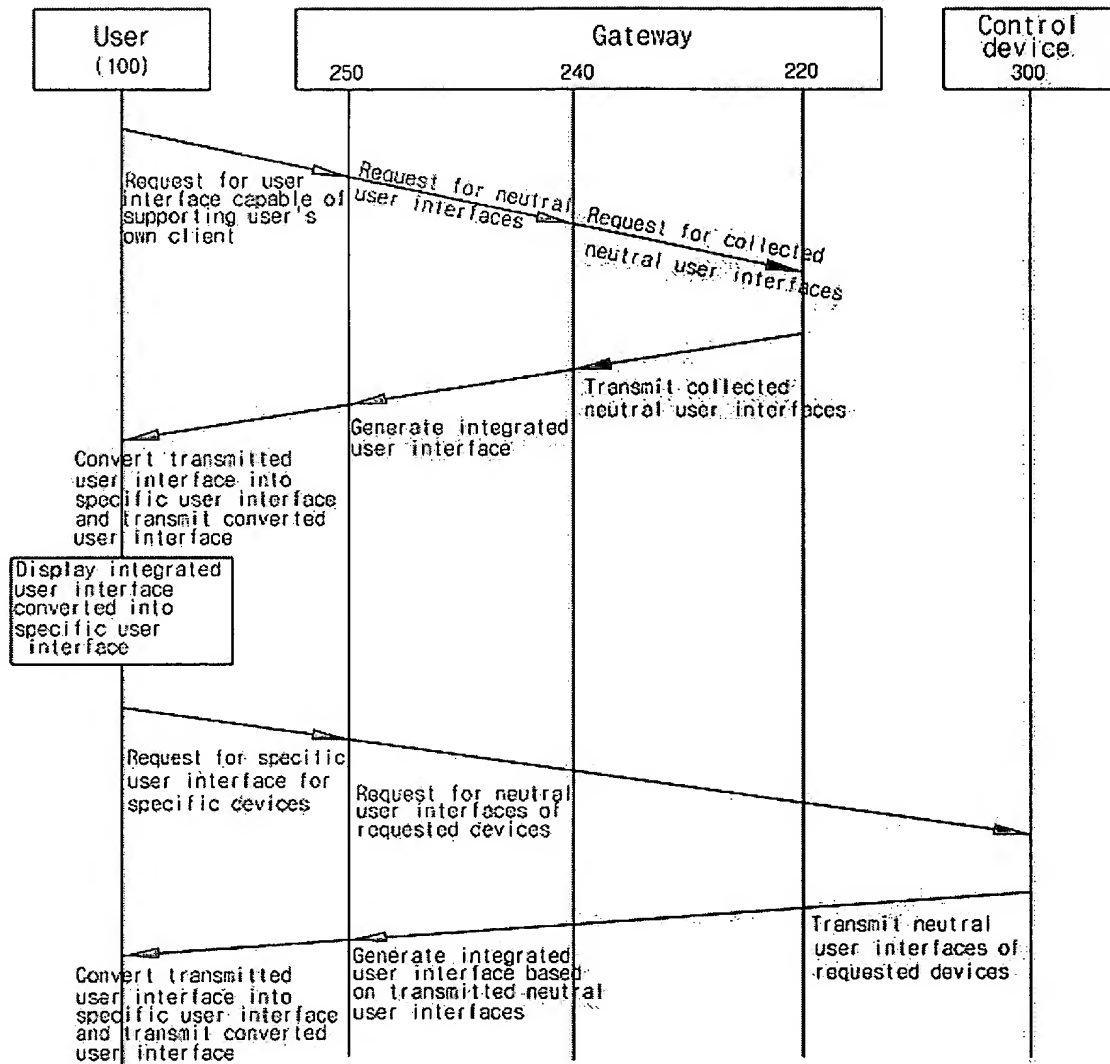 User
(100)
Gateway
250
240
220
Control
device.
300
Request for user
interface capable of
supporting user's
own client
Request for neutral
user interfaces
Request for collected
neutral user interfaces
Transmit collected
neutral user interfaces
Generate integrated
user interface
Convert transmitted
user interface into
specific user interface
and transmit converted
user interface
Display integrated
user interface
converted into
specific user
interface
Request for specific
user interface for
specific devices
Request for neutral
user interfaces of
requested devices
Transmit neutral
user interfaces of
requested devices
Generate integrated
user interface based
on transmitted neutral
user interfaces
Convert transmitted
user interface into
specific user interface
and transmit converted
user interface